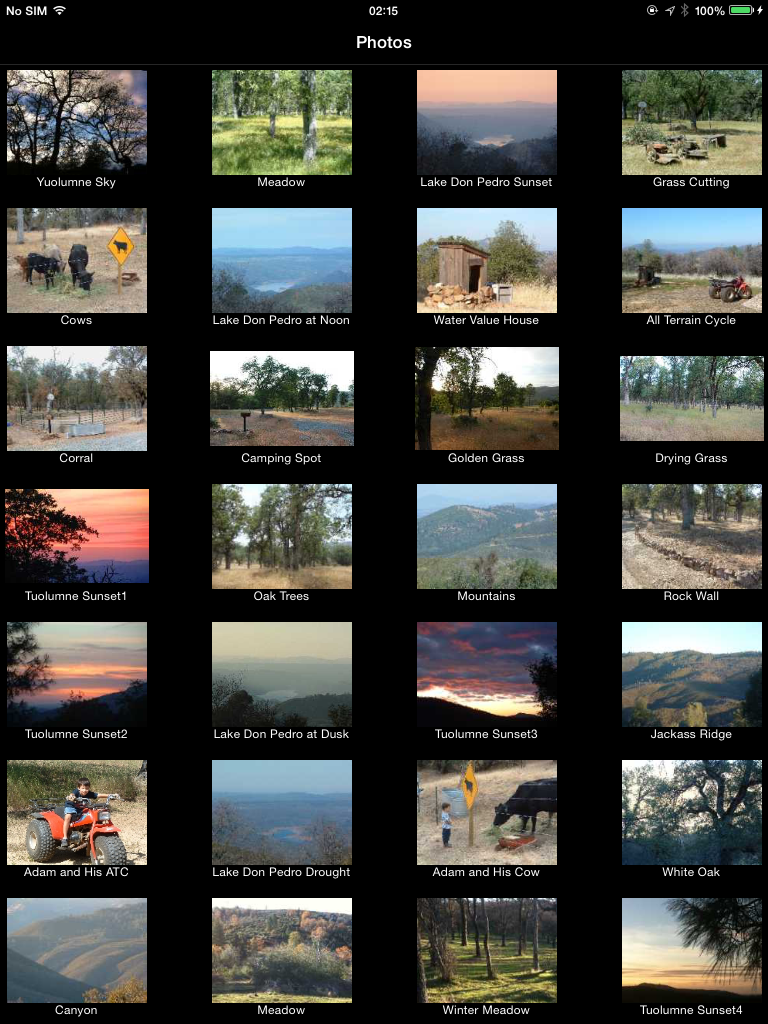 No SIM 02:15 100%
Photos
Yuolumne Sky Meadow Lake Don Pedro Sunset Grass Cutting
Cows Lake Don Pedro at Noon Water Value House All Terrain Cycle
Corral Camping Spot Golden Grass Drying Grass
Tuolumne Sunset1 Oak Trees Mountains Rock Wall
Tuolumne Sunset2 Lake Don Pedro at Dusk Tuolumne Sunset3 Jackass Ridge
Adam and His ATC Lake Don Pedro Drought Adam and His Cow White Oak
Canyon Meadow Winter Meadow Tuolumne Sunset4